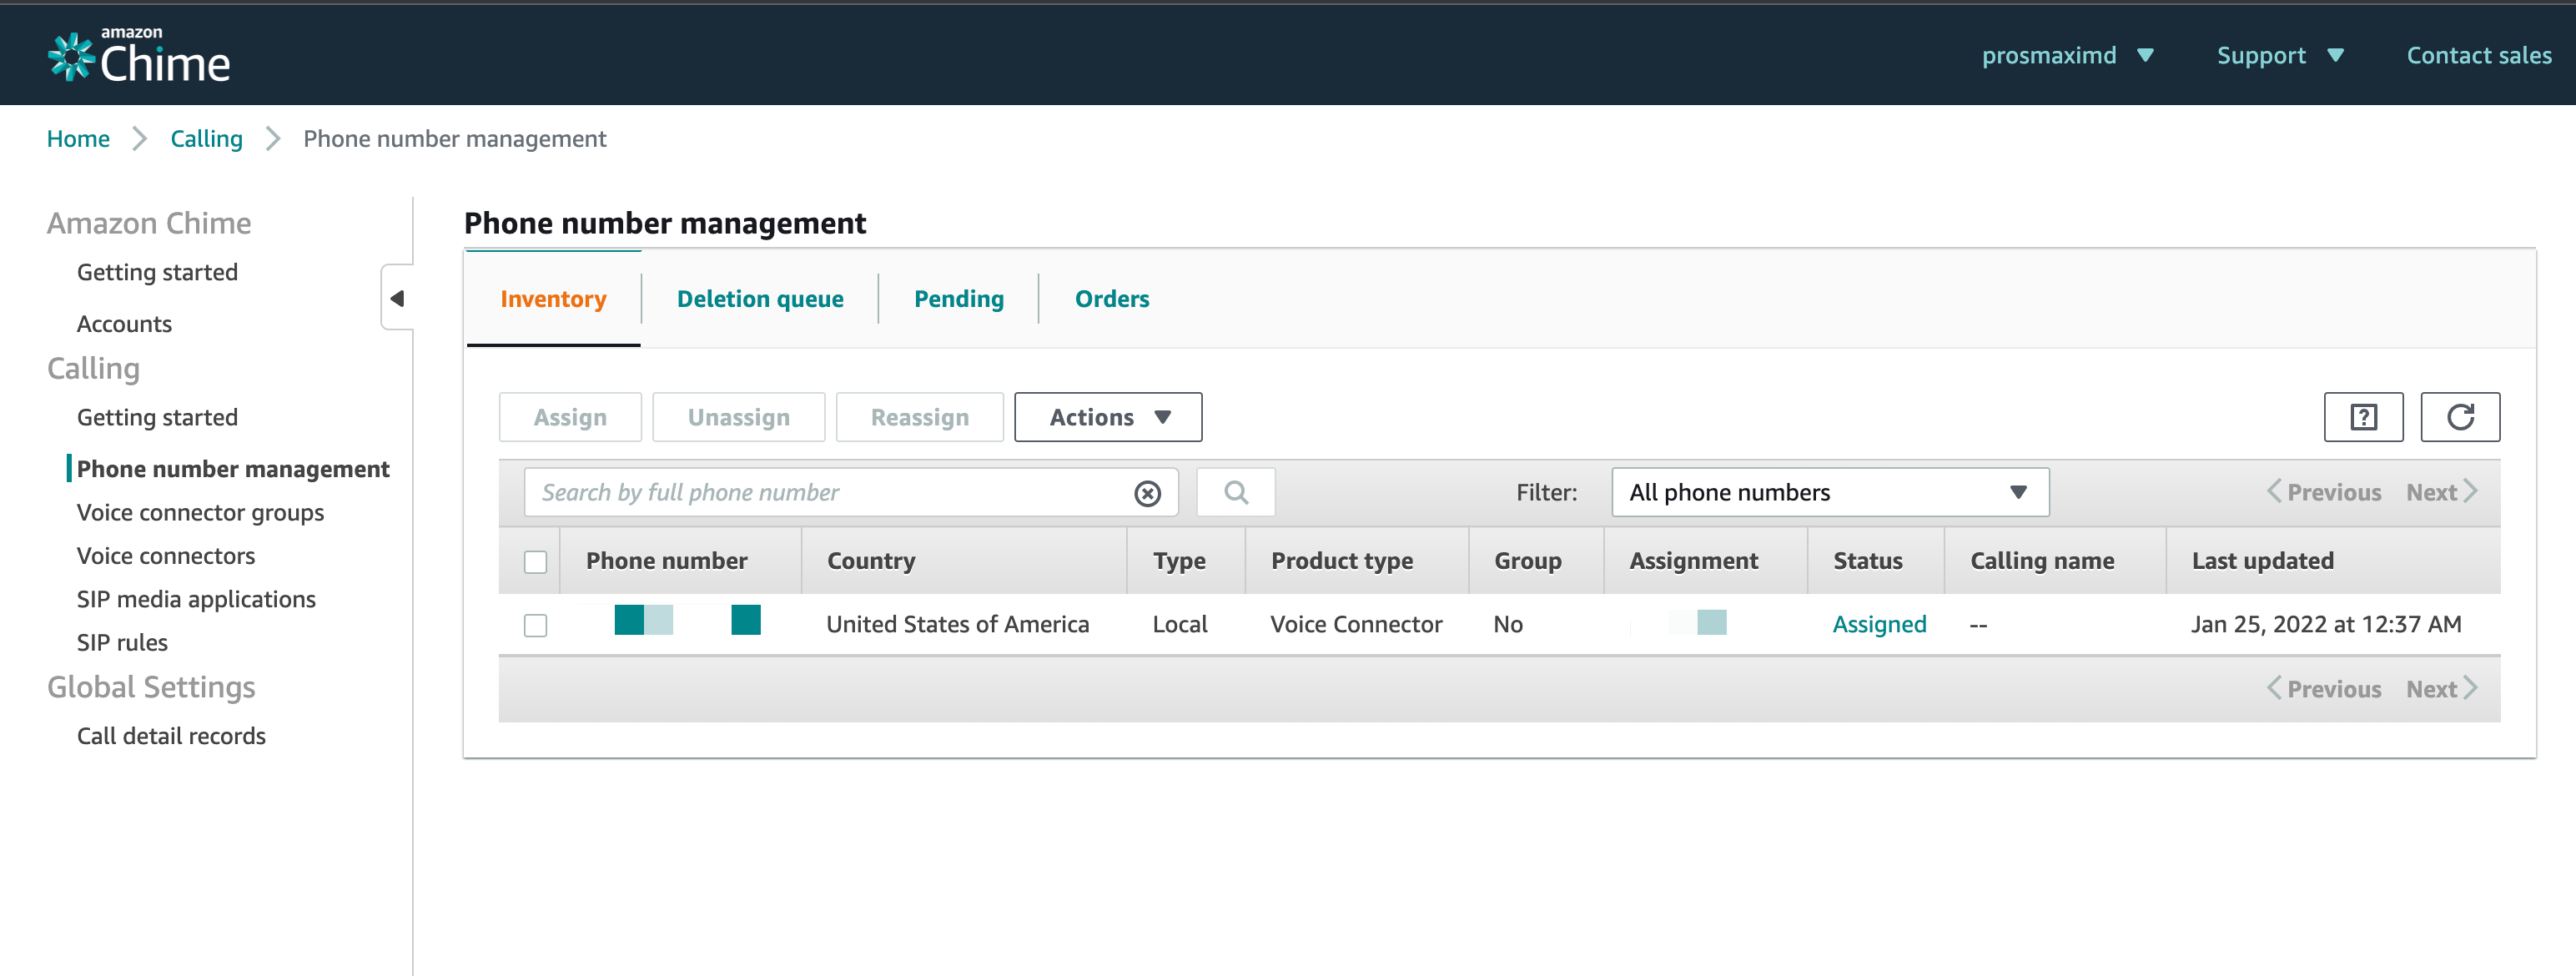 amazon
Chime
prosmaximd Support Contact sales
Home Calling Phone number management
Amazon Chime
Getting started
Accounts
Calling
Getting started
Phone number management
Voice connector groups
Voice connectors
SIP media applications
SIP rules
Global Settings
Call detail records
Phone number management
Inventory Deletion queue Pending Orders
Assign Unassign Reassign Actions ?
Search by full phone number Filter: All phone numbers Previous Next
Phone number Country Type Product type Group Assignment Status Calling name Last updated
United States of America Local Voice Connector No Assigned -- Jan 25, 2022 at 12:37 AM
Previous Next